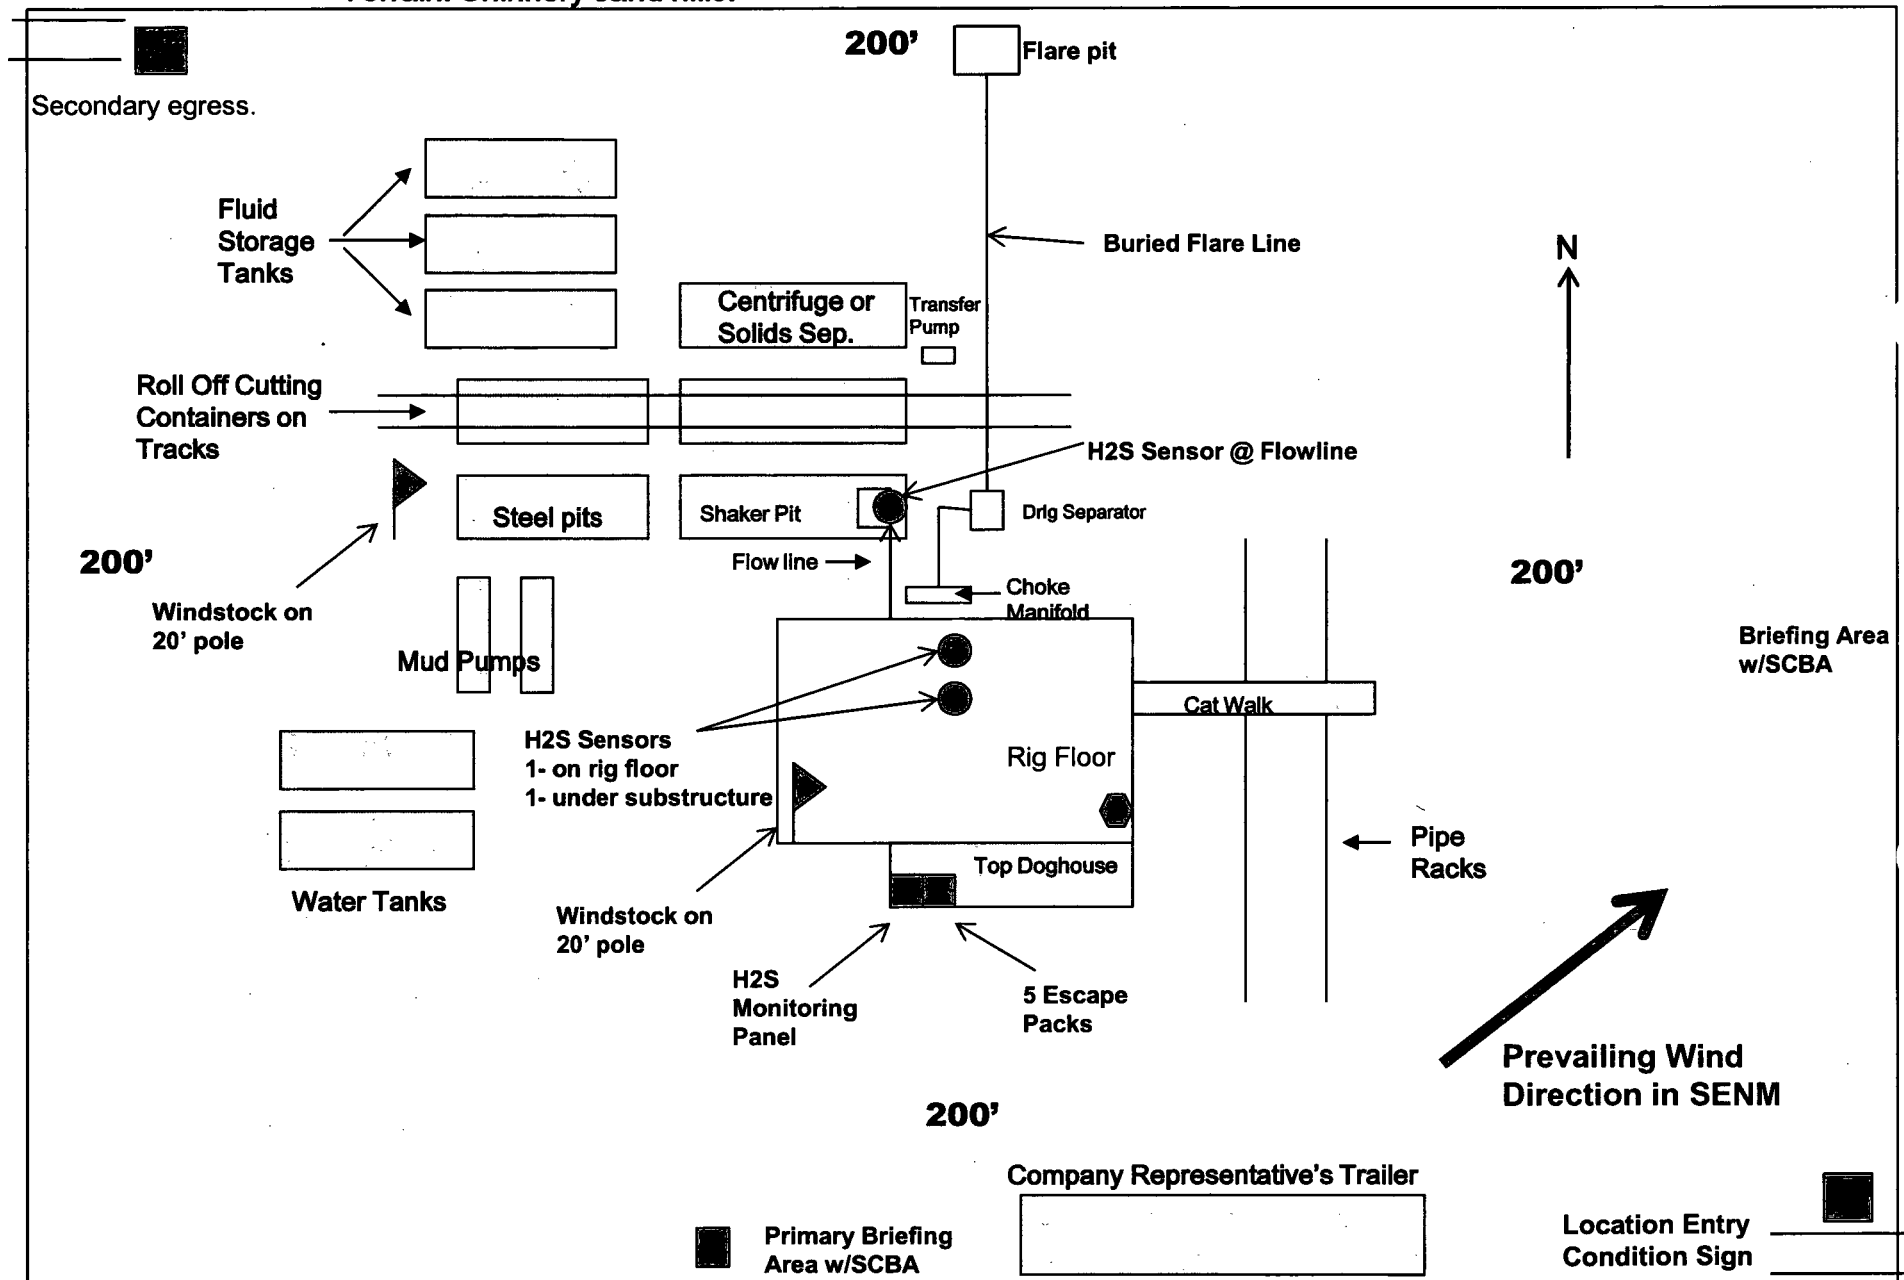 Terrain: Shinnery sand hills.
200’
Flare pit
Secondary egress.
Fluid
Storage
Tanks
Buried Flare Line
N
Centrifuge or
Solids Sep.
Transfer
Pump
Roll Off Cutting
Containers on
Tracks
H2S Sensor @ Flowline
Steel pits
Shaker Pit
Drlg Separator
200’
Flow line
200’
Choke
Manifold
Windstock on
20’ pole
Briefing Area
w/SCBA
Mud Pumps
Cat Walk
H2S Sensors
1- on rig floor
1- under substructure
Rig Floor
Pipe
Racks
Top Doghouse
Water Tanks
Windstock on
20’ pole
H2S
Monitoring
Panel
5 Escape
Packs
Prevailing Wind
Direction in SENM
200’
Company Representative’s Trailer
Primary Briefing
Area w/SCBA
Location Entry
Condition Sign